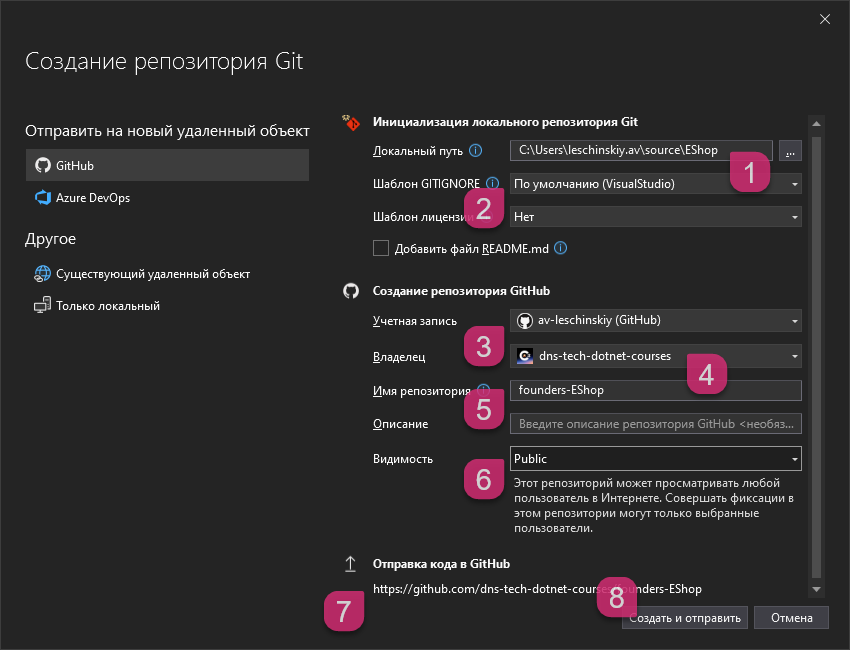 Создание репозитория Git
Отправить на новый удаленный объект
GitHub
Azure DevOps
Другое
Существующий удаленный объект
Только локальный
Инициализация локального репозитория Git
Локальный путь C:\Users\leschinskiy.av\source\EShop ...
1
Шаблон GITIGNORE По умолчанию (VisualStudio)
2
Шаблон лицензии Нет
Добавить файл README.md
Создание репозитория GitHub
Учетная запись av-leschinskiy (GitHub)
3
Владелец dns-tech-dotnet-courses
4
Имя репозитория founders-EShop
5
Описание Введите описание репозитория GitHub <необяз...
Видимость Public
6
Этот репозиторий может просматривать любой
пользователь в Интернете. Совершать фиксации в
этом репозитории могут только выбранные
пользователи.
Отправка кода в GitHub
https://github.com/dns-tech-dotnet-courses/founders-EShop
7
8
Создать и отправить Отмена